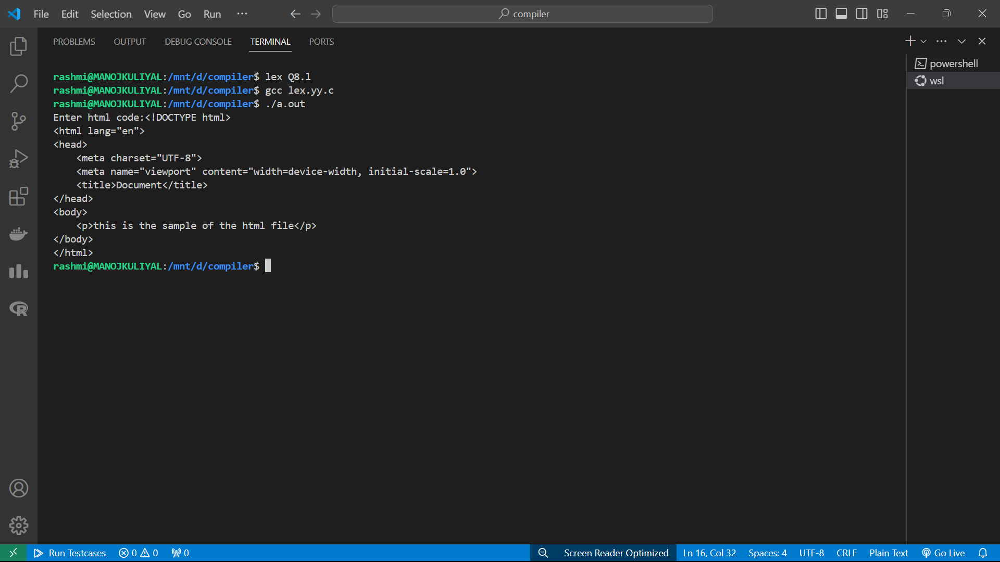 File Edit Selection View Go Run ··· compiler
PROBLEMS OUTPUT DEBUG CONSOLE TERMINAL PORTS
powershell
wsl
rashmi@MANOJKULIYAL:/mnt/d/compiler$ lex Q8.l
rashmi@MANOJKULIYAL:/mnt/d/compiler$ gcc lex.yy.c
rashmi@MANOJKULIYAL:/mnt/d/compiler$ ./a.out
Enter html code:<!DOCTYPE html>
<html lang="en">
<head>
    <meta charset="UTF-8">
    <meta name="viewport" content="width=device-width, initial-scale=1.0">
    <title>Document</title>
</head>
<body>
    <p>this is the sample of the html file</p>
</body>
</html>
rashmi@MANOJKULIYAL:/mnt/d/compiler$
Run Testcases 0 0 0 Screen Reader Optimized Ln 16, Col 32 Spaces: 4 UTF-8 CRLF Plain Text Go Live